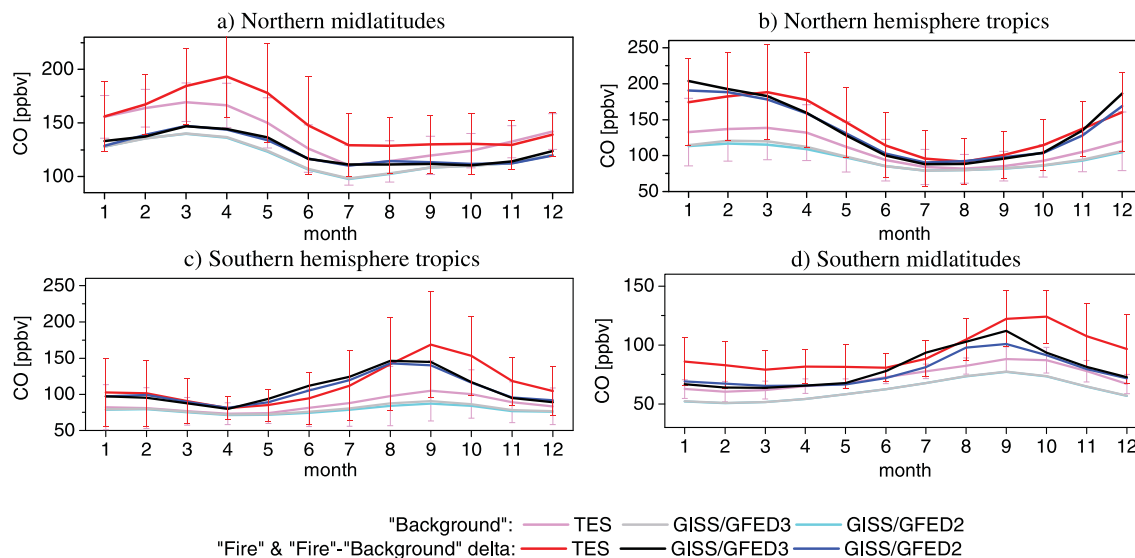 a) Northern midlatitudes
CO [ppbv]
200
150
100
1 2 3 4 5 6 7 8 9 10 11 12
month
b) Northern hemisphere tropics
CO [ppbv]
250
200
150
100
50
1 2 3 4 5 6 7 8 9 10 11 12
month
c) Southern hemisphere tropics
CO [ppbv]
250
200
150
100
50
1 2 3 4 5 6 7 8 9 10 11 12
month
d) Southern midlatitudes
CO [ppbv]
150
100
50
1 2 3 4 5 6 7 8 9 10 11 12
month
"Background": TES GISS/GFED3 GISS/GFED2
"Fire" & "Fire"-"Background" delta: TES GISS/GFED3 GISS/GFED2